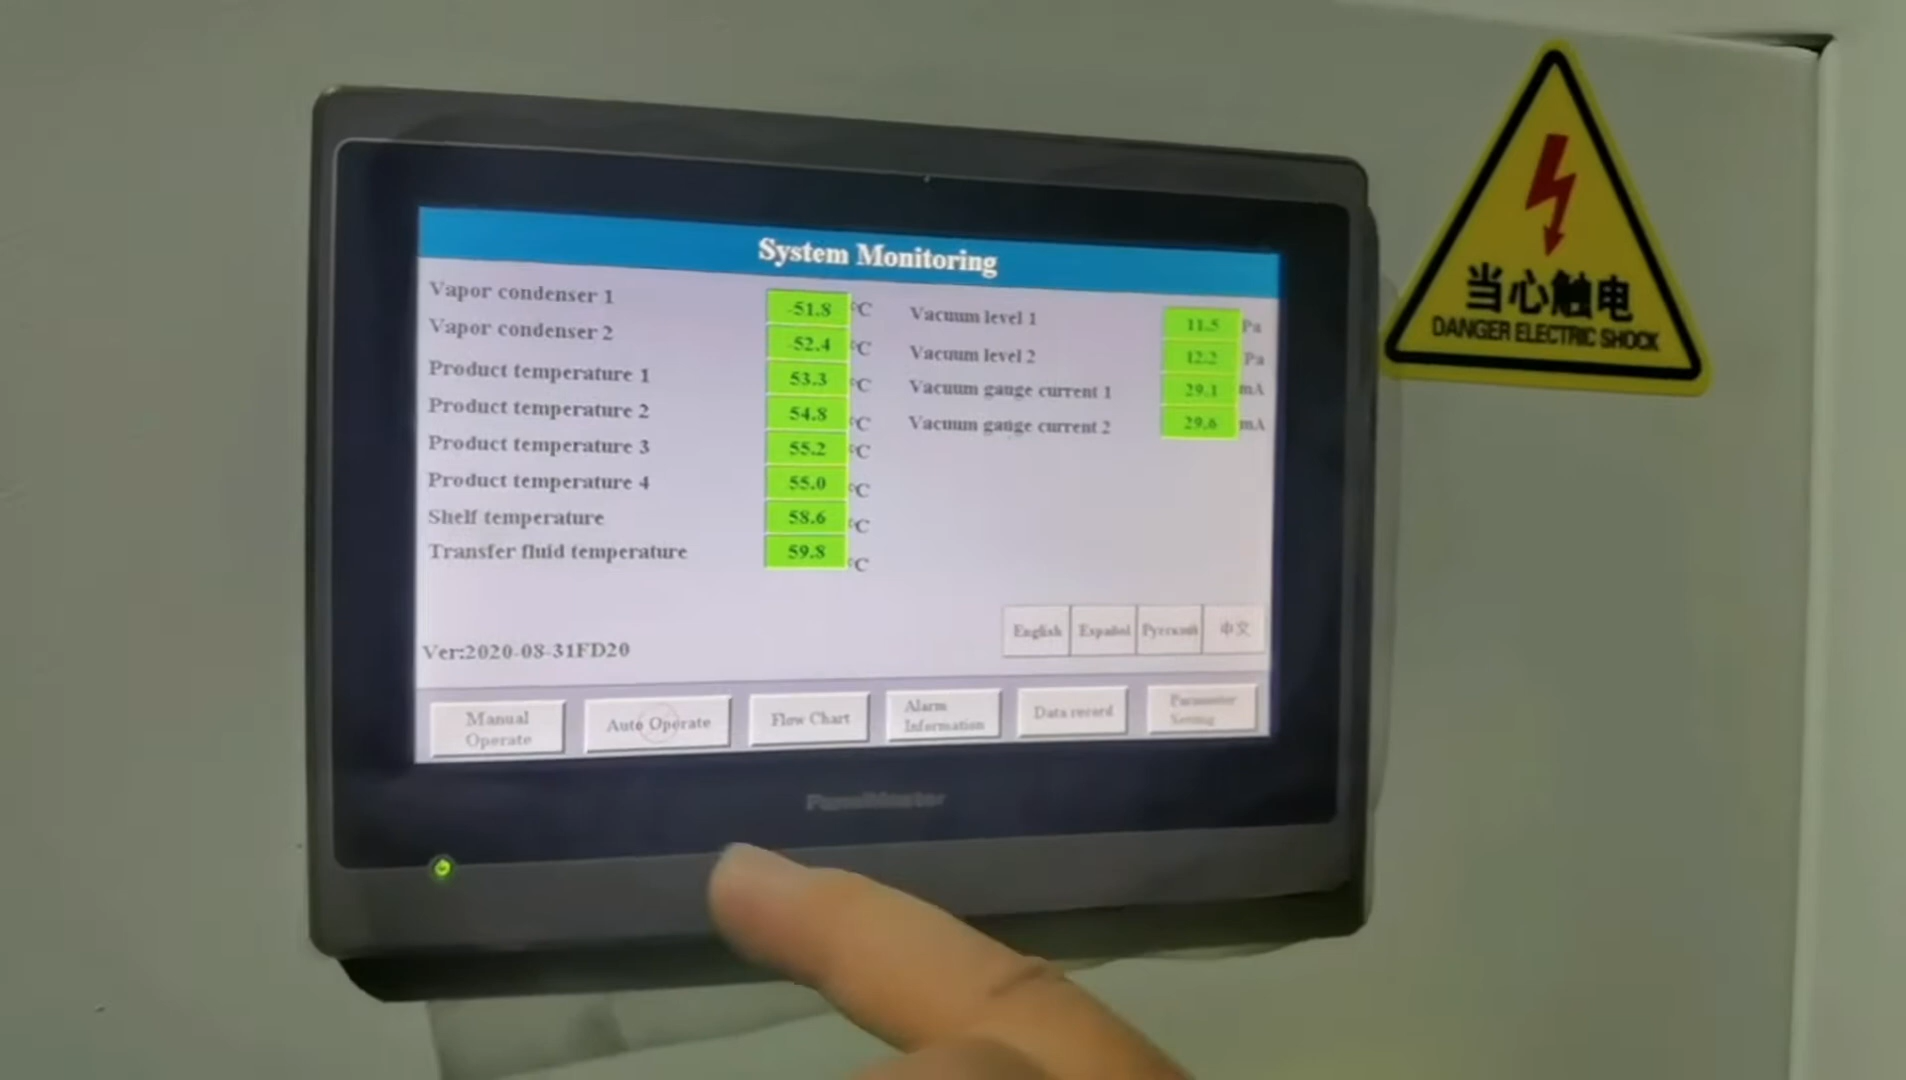 System Monitoring
Vapor condenser 1 -51.8 °C
Vapor condenser 2 -52.4 °C
Product temperature 1 53.3 °C
Product temperature 2 54.8 °C
Product temperature 3 55.2 °C
Product temperature 4 55.0 °C
Shelf temperature 58.6 °C
Transfer fluid temperature 59.8 °C
Vacuum level 1 11.5 Pa
Vacuum level 2 12.2 Pa
Vacuum gauge current 1 29.1 mA
Vacuum gauge current 2 29.6 mA
English Español Русский 中文
Ver:2020-08-31FD20
Manual
Operate
Auto Operate
Flow Chart
Alarm
Information
Data record
Parameter
Setting
PanelMaster
当心触电
DANGER ELECTRIC SHOCK